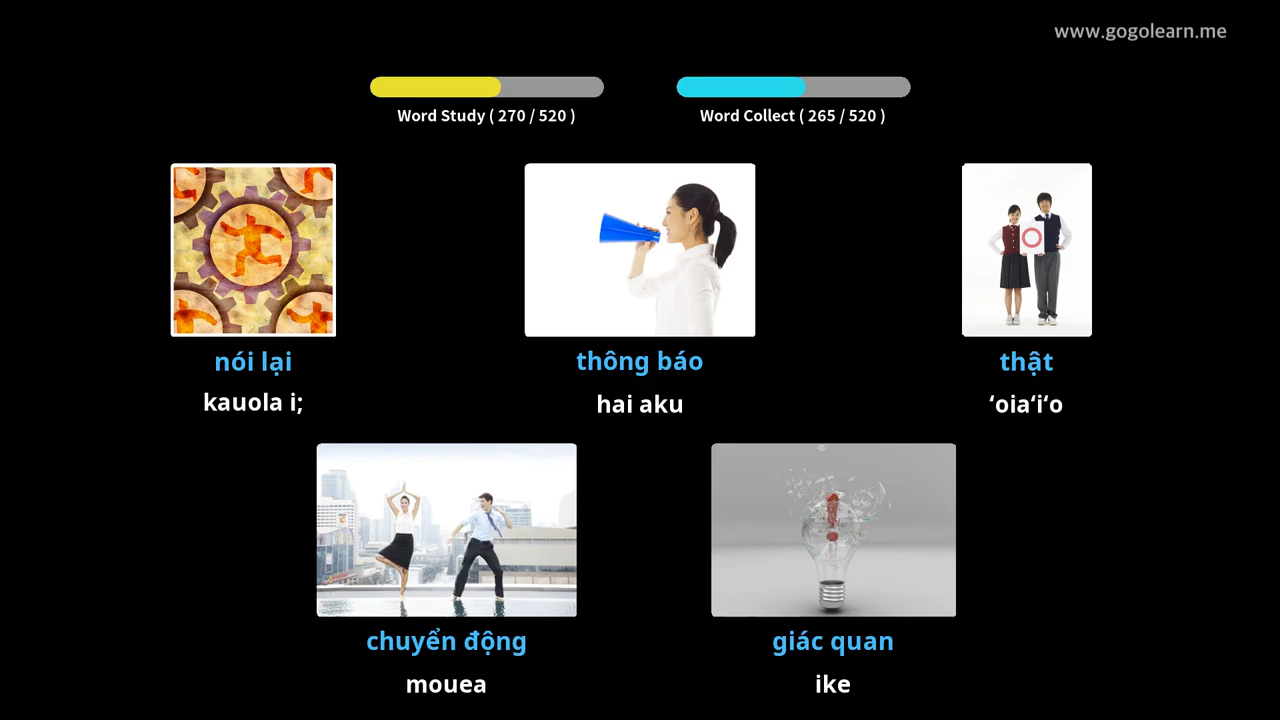 www.gogolearn.me
Word Study ( 270 / 520 )
Word Collect ( 265 / 520 )
nói lại
thông báo
thật
kauola i;
hai aku
ʻoiaʻiʻo
chuyển động
giác quan
mouea
ike